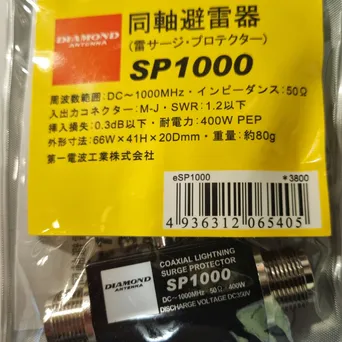 DIAMOND
ANTENNA
同軸避雷器
(雷サージ・プロテクター)
SP1000
周波数範囲:DC～1000MHz・インピーダンス:50Ω
入出力コネクター:M-J・SWR:1.2以下
挿入損失:0.3dB以下・耐電力:400W PEP
外形寸法:66W×41H×20Dmm・重量:約80g
第一電波工業株式会社
eSP1000
*3800
4 936312 065405
DIAMOND
ANTENNA
COAXIAL LIGHTNING
SURGE PROTECTOR
SP1000
DC～1000MHz・50Ω/400W
DISCHARGE VOLTAGE DC350V